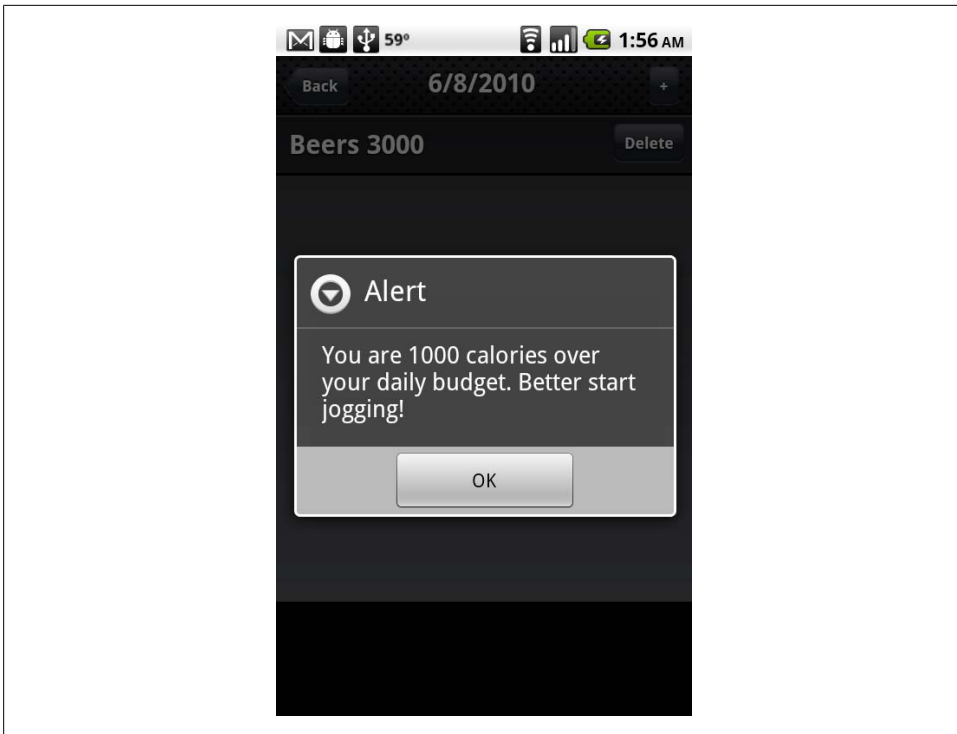 59° 1:56 AM
Back 6/8/2010 +
Beers 3000 Delete
Alert
You are 1000 calories over
your daily budget. Better start
jogging!
OK